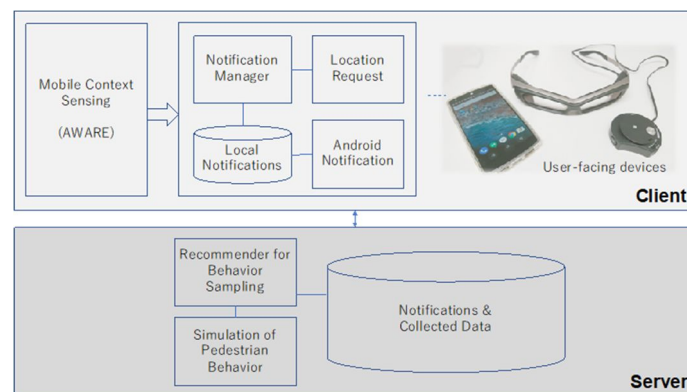 Mobile Context
Sensing
(AWARE)
Notification
Manager
Location
Request
Local
Notifications
Android
Notification
User-facing devices
Client
Recommender for
Behavior
Sampling
Simulation of
Pedestrian
Behavior
Notifications &
Collected Data
Server